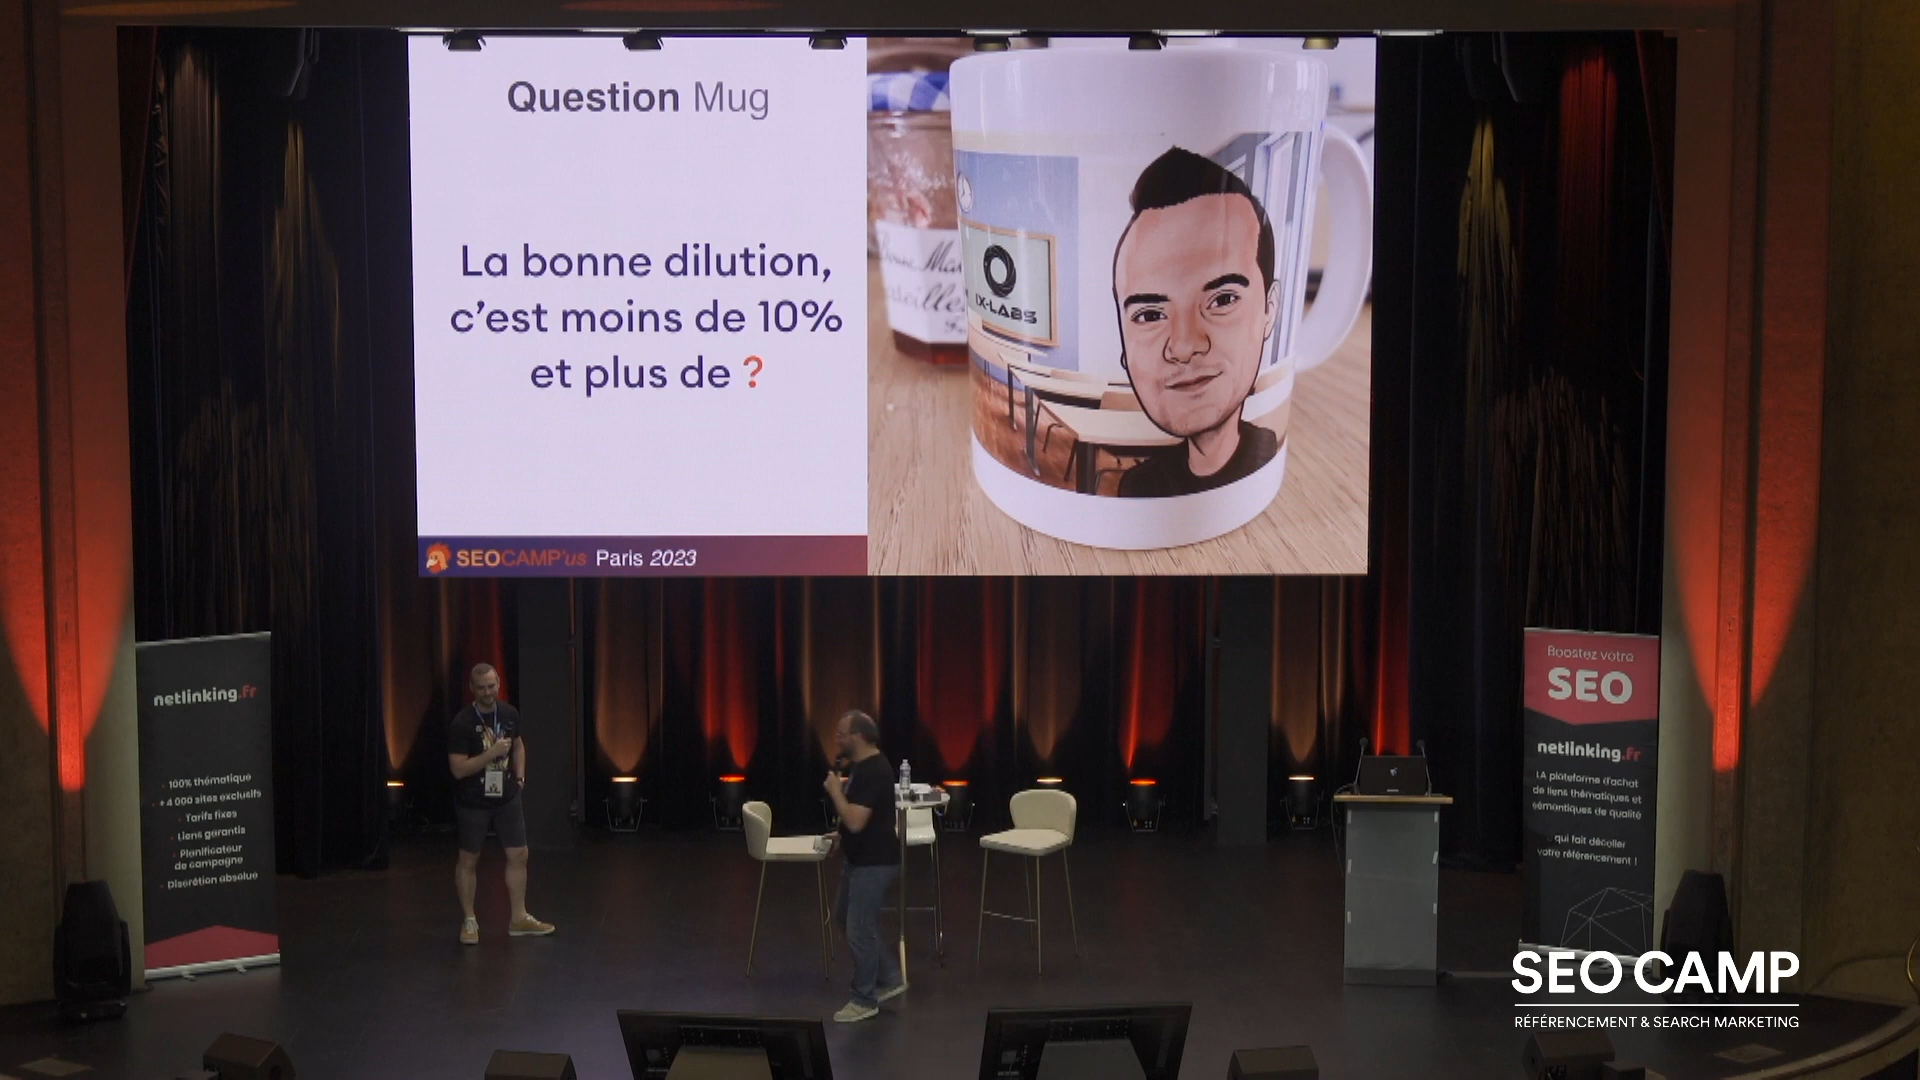 Question Mug
La bonne dilution,
c'est moins de 10%
et plus de ?
SEOCAMP'us Paris 2023
IX-LABS
netlinking.fr
100% thématique
+4 000 sites exclusifs
Tarifs fixes
Liens garantis
Planificateur
de campagne
Discrétion absolue
Boostez votre
SEO
netlinking.fr
LA plateforme d'achat
de liens thématiques et
sémantiques de qualité
qui fait décoller
votre référencement !
SEO CAMP
RÉFÉRENCEMENT & SEARCH MARKETING